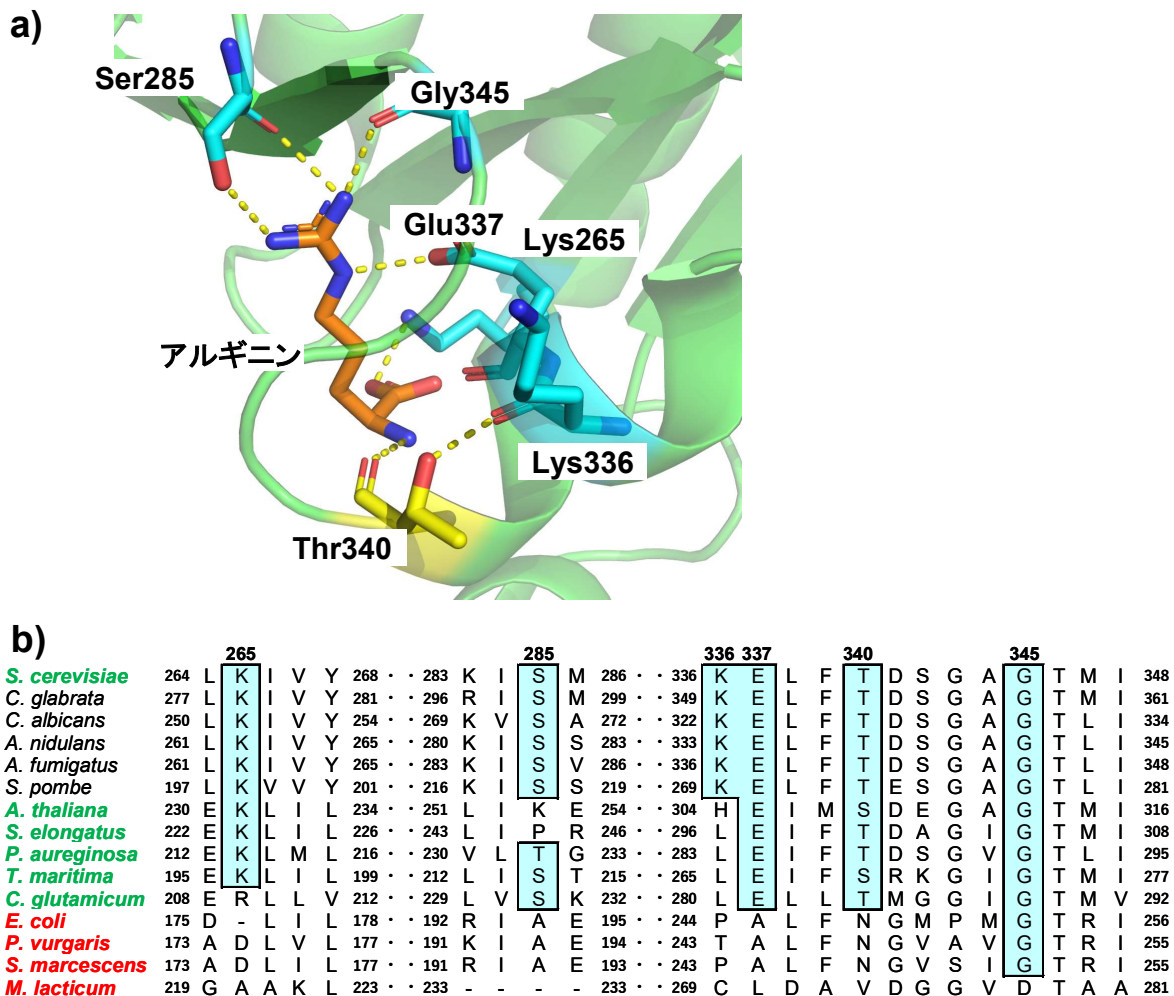 a)
Ser285
Gly345
Glu337
Lys265
アルギニン
Lys336
Thr340
b)
265 285 336 337 340 345
S. cerevisiae 264 L K I V Y 268 ・・ 283 K I S M 286 ・・ 336 K E L F T D S G A G T M I 348
C. glabrata 277 L K I V Y 281 ・・ 296 R I S M 299 ・・ 349 K E L F T D S G A G T M I 361
C. albicans 250 L K I V Y 254 ・・ 269 K V S A 272 ・・ 322 K E L F T D S G A G T L I 334
A. nidulans 261 L K I V Y 265 ・・ 280 K I S S 283 ・・ 333 K E L F T D S G A G T L I 345
A. fumigatus 261 L K I V Y 265 ・・ 283 K I S V 286 ・・ 336 K E L F T D S G A G T L I 348
S. pombe 197 L K V V Y 201 ・・ 216 K I S S 219 ・・ 269 K E L F T E S G A G T L I 281
A. thaliana 230 E K L I L 234 ・・ 251 L I K E 254 ・・ 304 H E I M S D E G A G T M I 316
S. elongatus 222 E K L I L 226 ・・ 243 L I P R 246 ・・ 296 L E I F T D A G I G T M I 308
P. aureginosa 212 E K L M L 216 ・・ 230 V L T G 233 ・・ 283 L E I F T D S G V G T L I 295
T. maritima 195 E K L I L 199 ・・ 212 L I S T 215 ・・ 265 L E I F S R K G I G T M I 277
C. glutamicum 208 E R L L V 212 ・・ 229 L V S K 232 ・・ 280 L E L L T M G G I G T M V 292
E. coli 175 D - L I L 178 ・・ 192 R I A E 195 ・・ 244 P A L F N G M P M G T R I 256
P. vurgaris 173 A D L V L 177 ・・ 191 K I A E 194 ・・ 243 T A L F N G V A V G T R I 255
S. marcescens 173 A D L I L 177 ・・ 191 R I A E 193 ・・ 243 P A L F N G V S I G T R I 255
M. lacticum 219 G A A K L 223 ・・ 233 - - - - 233 ・・ 269 C L D A V D G G V D T A A 281